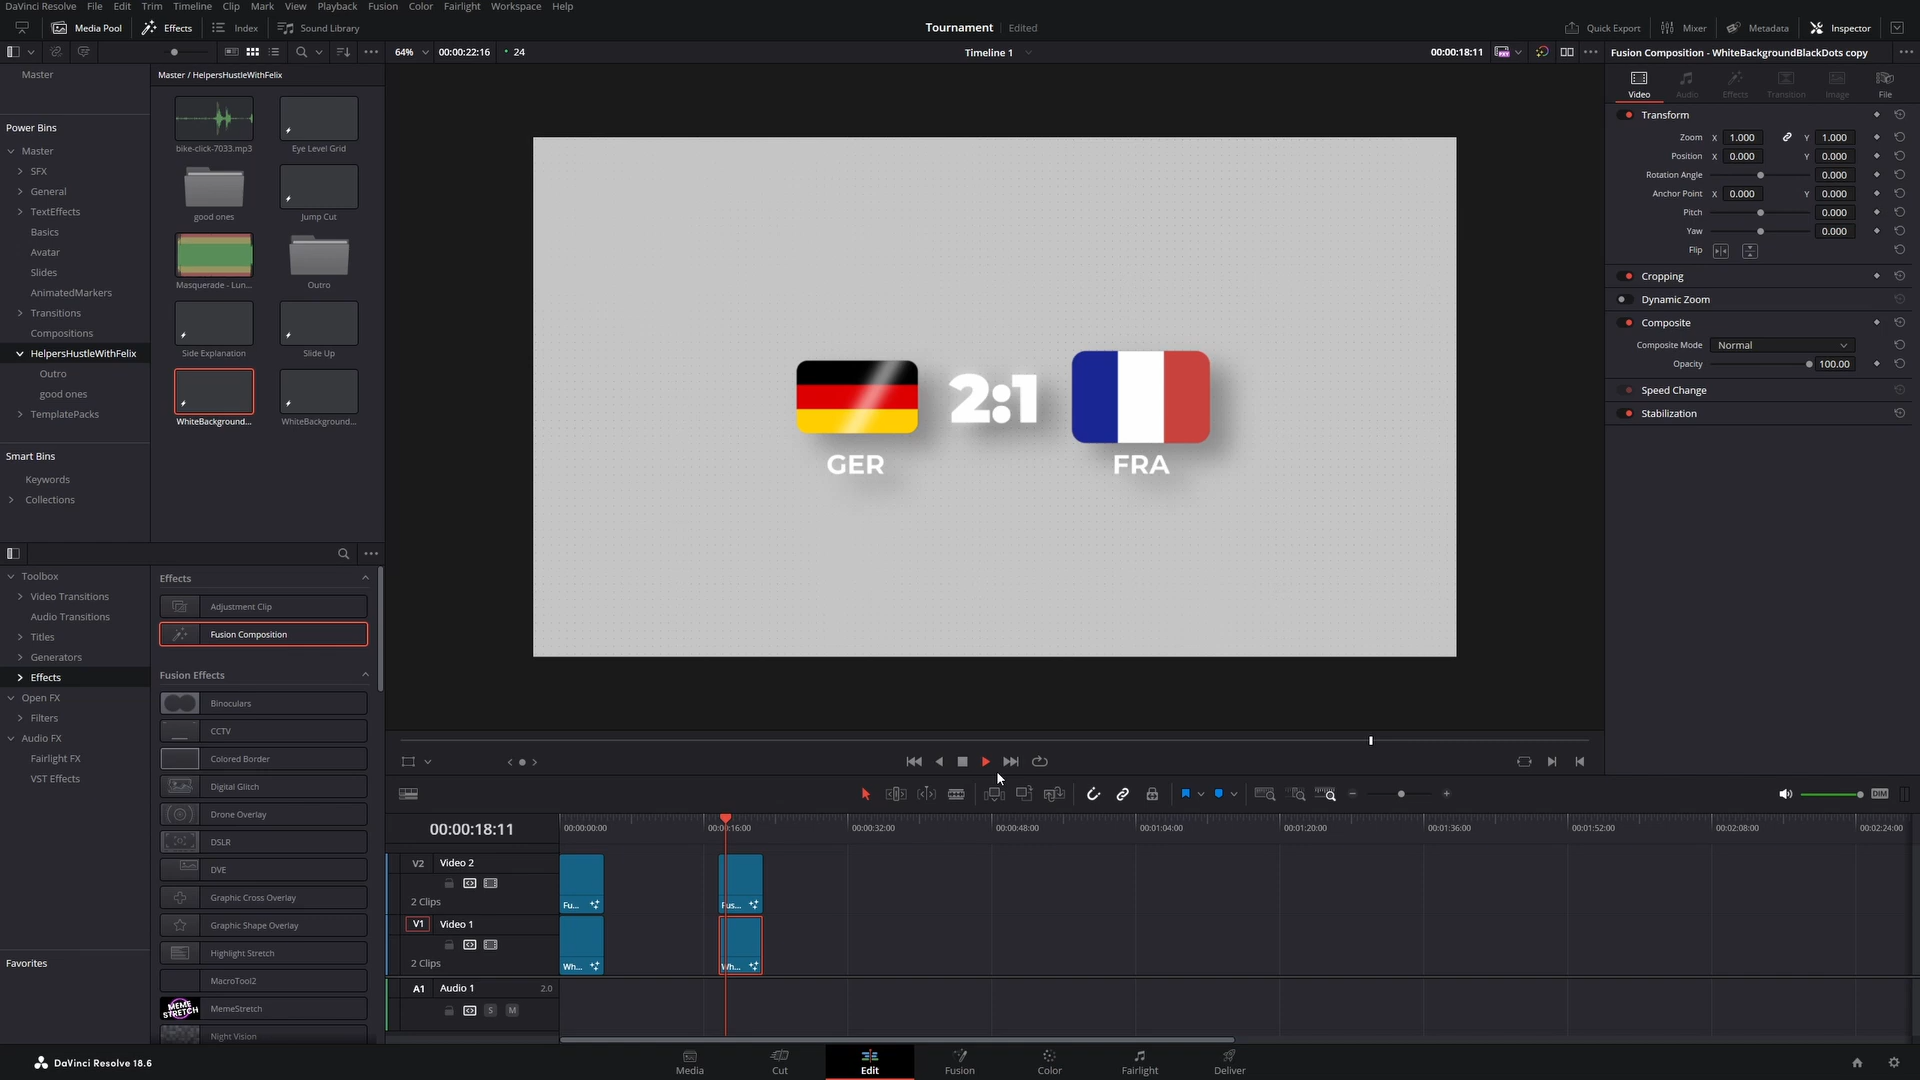 DaVinci Resolve File Edit Trim Timeline Clip Mark View Playback Fusion Color Fairlight Workspace Help
Media Pool Effects Index Sound Library
Tournament Edited
Quick Export Mixer Metadata Inspector
64% 00:00:22:16 24
Timeline 1
00:00:18:11
Fusion Composition - WhiteBackgroundBlackDots copy
Master
Master / HelpersHustleWithFelix
Power Bins
Master
SFX
General
TextEffects
Basics
Avatar
Slides
AnimatedMarkers
Transitions
Compositions
HelpersHustleWithFelix
Outro
good ones
TemplatePacks
Smart Bins
Keywords
Collections
bike-click-7033.mp3
Eye Level Grid
good ones
Jump Cut
Masquerade - Lun...
Outro
Side Explanation
Slide Up
WhiteBackground...
WhiteBackground...
2:1
GER
FRA
Video
Audio
Effects
Transition
Image
File
Transform
Zoom X 1.000 Y 1.000
Position X 0.000 Y 0.000
Rotation Angle 0.000
Anchor Point X 0.000 Y 0.000
Pitch 0.000
Yaw 0.000
Flip
Cropping
Dynamic Zoom
Composite
Composite Mode Normal
Opacity 100.00
Speed Change
Stabilization
Toolbox
Video Transitions
Audio Transitions
Titles
Generators
Effects
Open FX
Filters
Audio FX
Fairlight FX
VST Effects
Favorites
Effects
Adjustment Clip
Fusion Composition
Fusion Effects
Binoculars
CCTV
Colored Border
Digital Glitch
Drone Overlay
DSLR
DVE
Graphic Cross Overlay
Graphic Shape Overlay
Highlight Stretch
MacroTool2
MEME STRETCH
MemeStretch
Night Vision
DIM
00:00:18:11
00:00:00:00 00:00:16:00 00:00:32:00 00:00:48:00 00:01:04:00 00:01:20:00 00:01:36:00 00:01:52:00 00:02:08:00 00:02:24:00
V2 Video 2
2 Clips
Fu...
Fus...
V1 Video 1
2 Clips
Wh...
Wh...
A1 Audio 1 2.0
S M
DaVinci Resolve 18.6
Media
Cut
Edit
Fusion
Color
Fairlight
Deliver